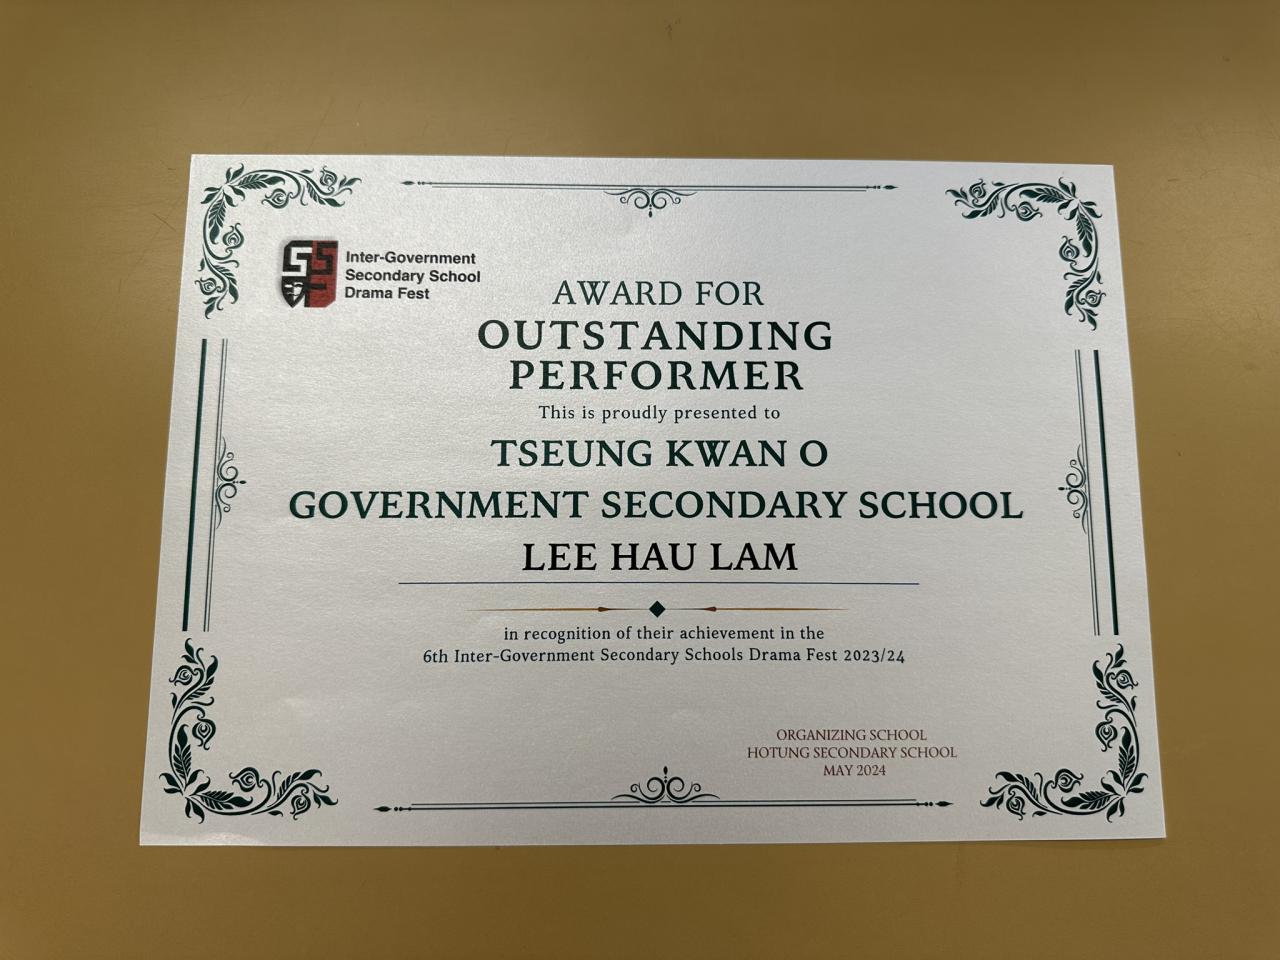 Inter-Government
Secondary School
Drama Fest
AWARD FOR
OUTSTANDING
PERFORMER
This is proudly presented to
TSEUNG KWAN O
GOVERNMENT SECONDARY SCHOOL
LEE HAU LAM
in recognition of their achievement in the
6th Inter-Government Secondary Schools Drama Fest 2023/24
ORGANIZING SCHOOL
HOTUNG SECONDARY SCHOOL
MAY 2024